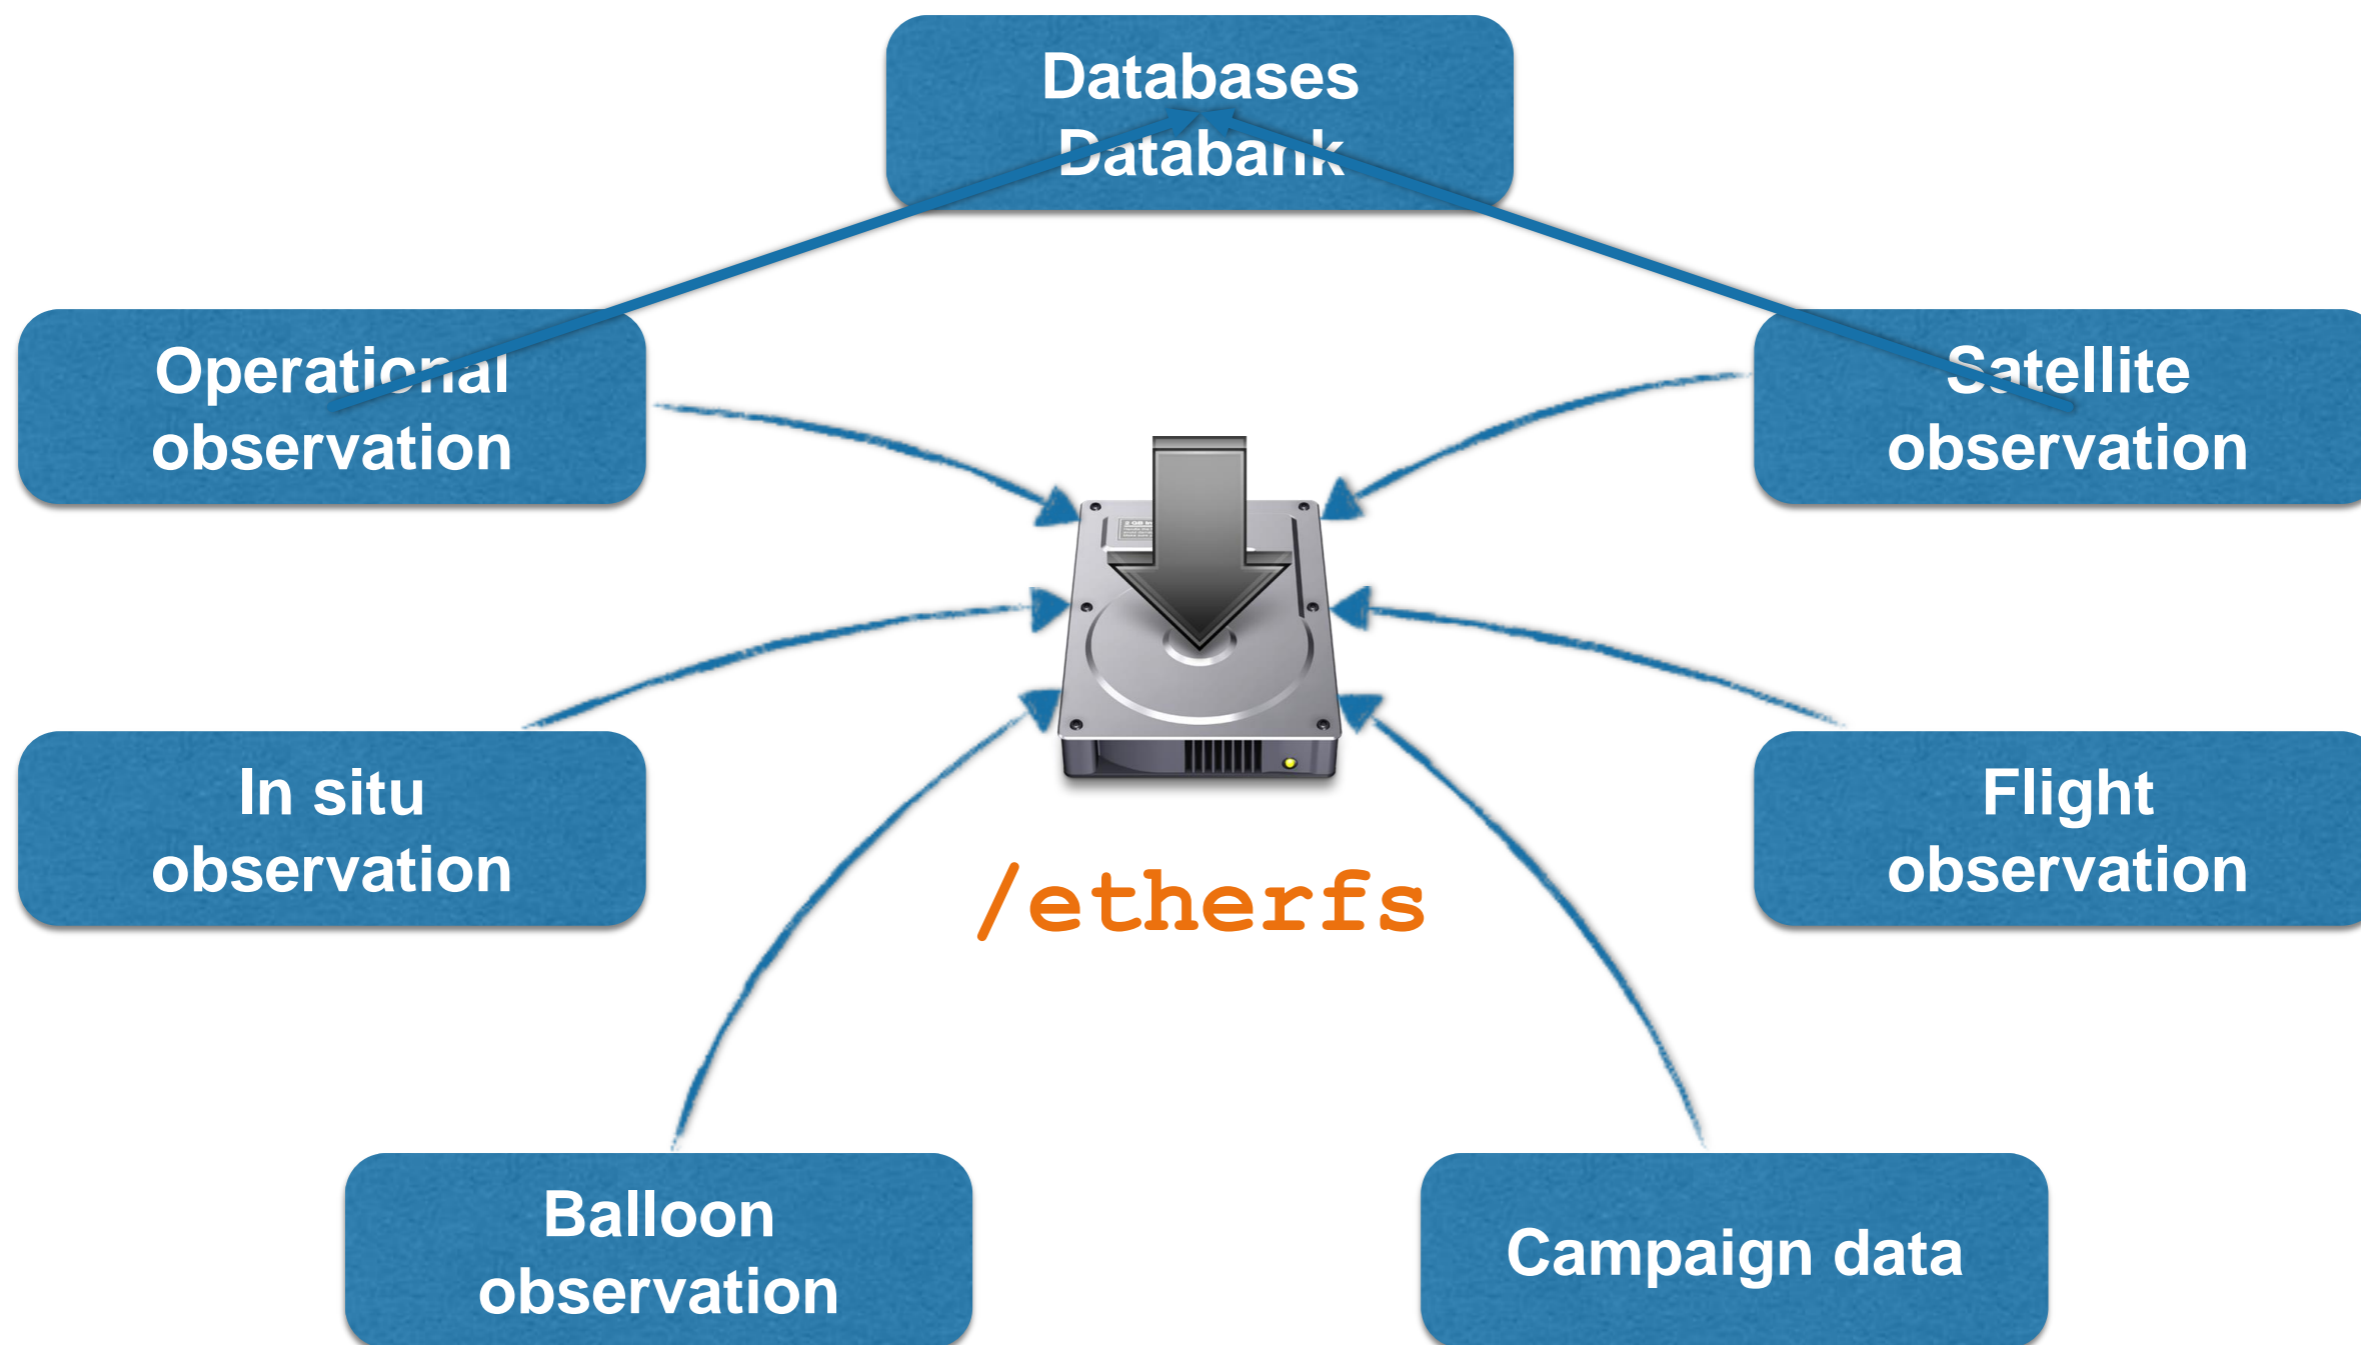 Databases
Databank
Operational
observation
Satellite
observation
In situ
observation
Flight
observation
/etherfs
Balloon
observation
Campaign data